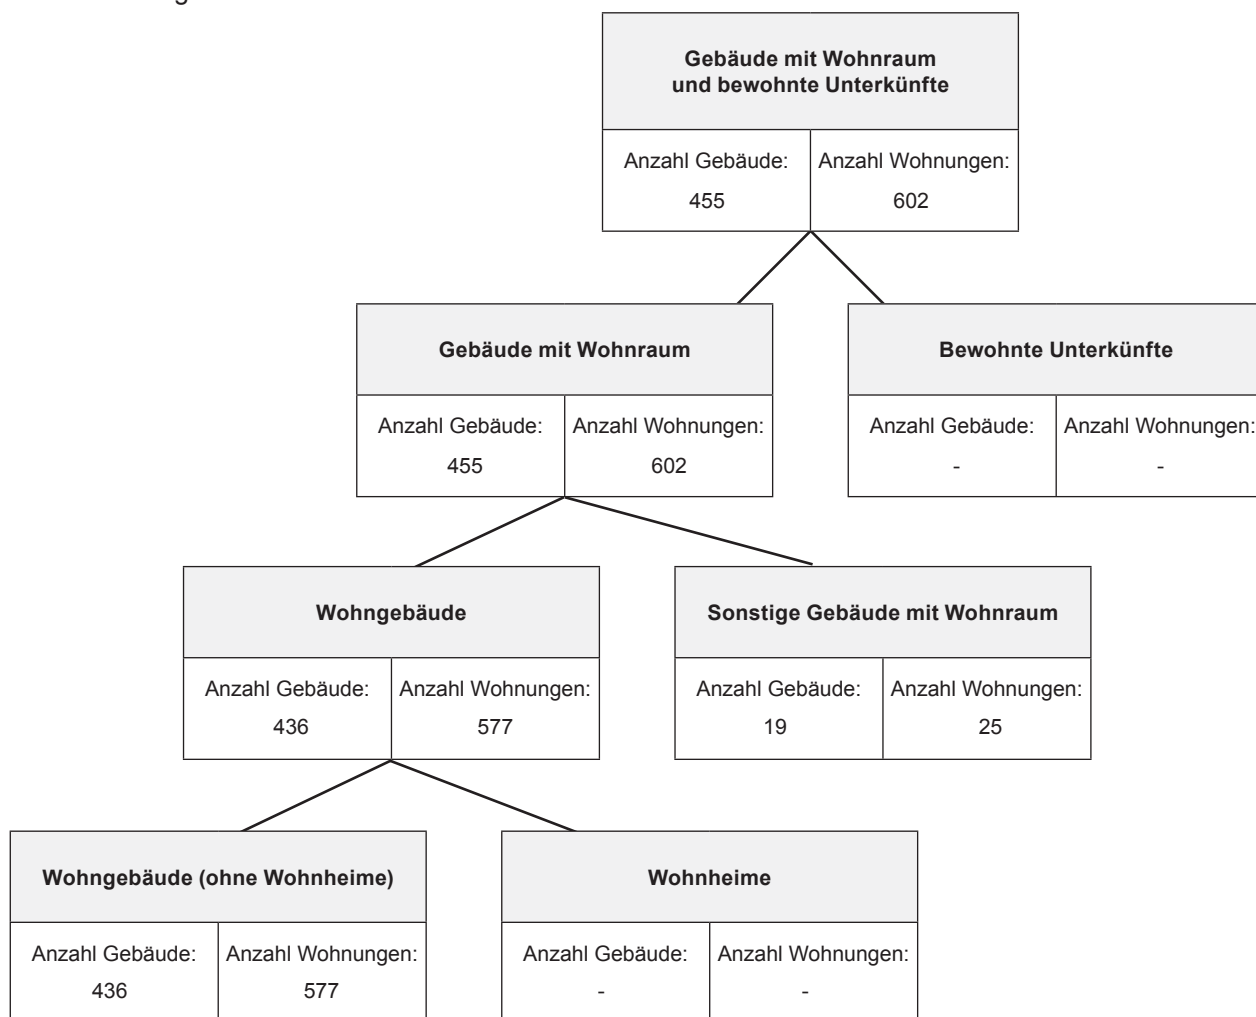 Gebäude mit Wohnraum
und bewohnte Unterkünfte
Anzahl Gebäude: Anzahl Wohnungen:
455 602
Gebäude mit Wohnraum
Anzahl Gebäude: Anzahl Wohnungen:
455 602
Bewohnte Unterkünfte
Anzahl Gebäude: Anzahl Wohnungen:
- -
Wohngebäude
Anzahl Gebäude: Anzahl Wohnungen:
436 577
Sonstige Gebäude mit Wohnraum
Anzahl Gebäude: Anzahl Wohnungen:
19 25
Wohngebäude (ohne Wohnheime)
Anzahl Gebäude: Anzahl Wohnungen:
436 577
Wohnheime
Anzahl Gebäude: Anzahl Wohnungen:
- -